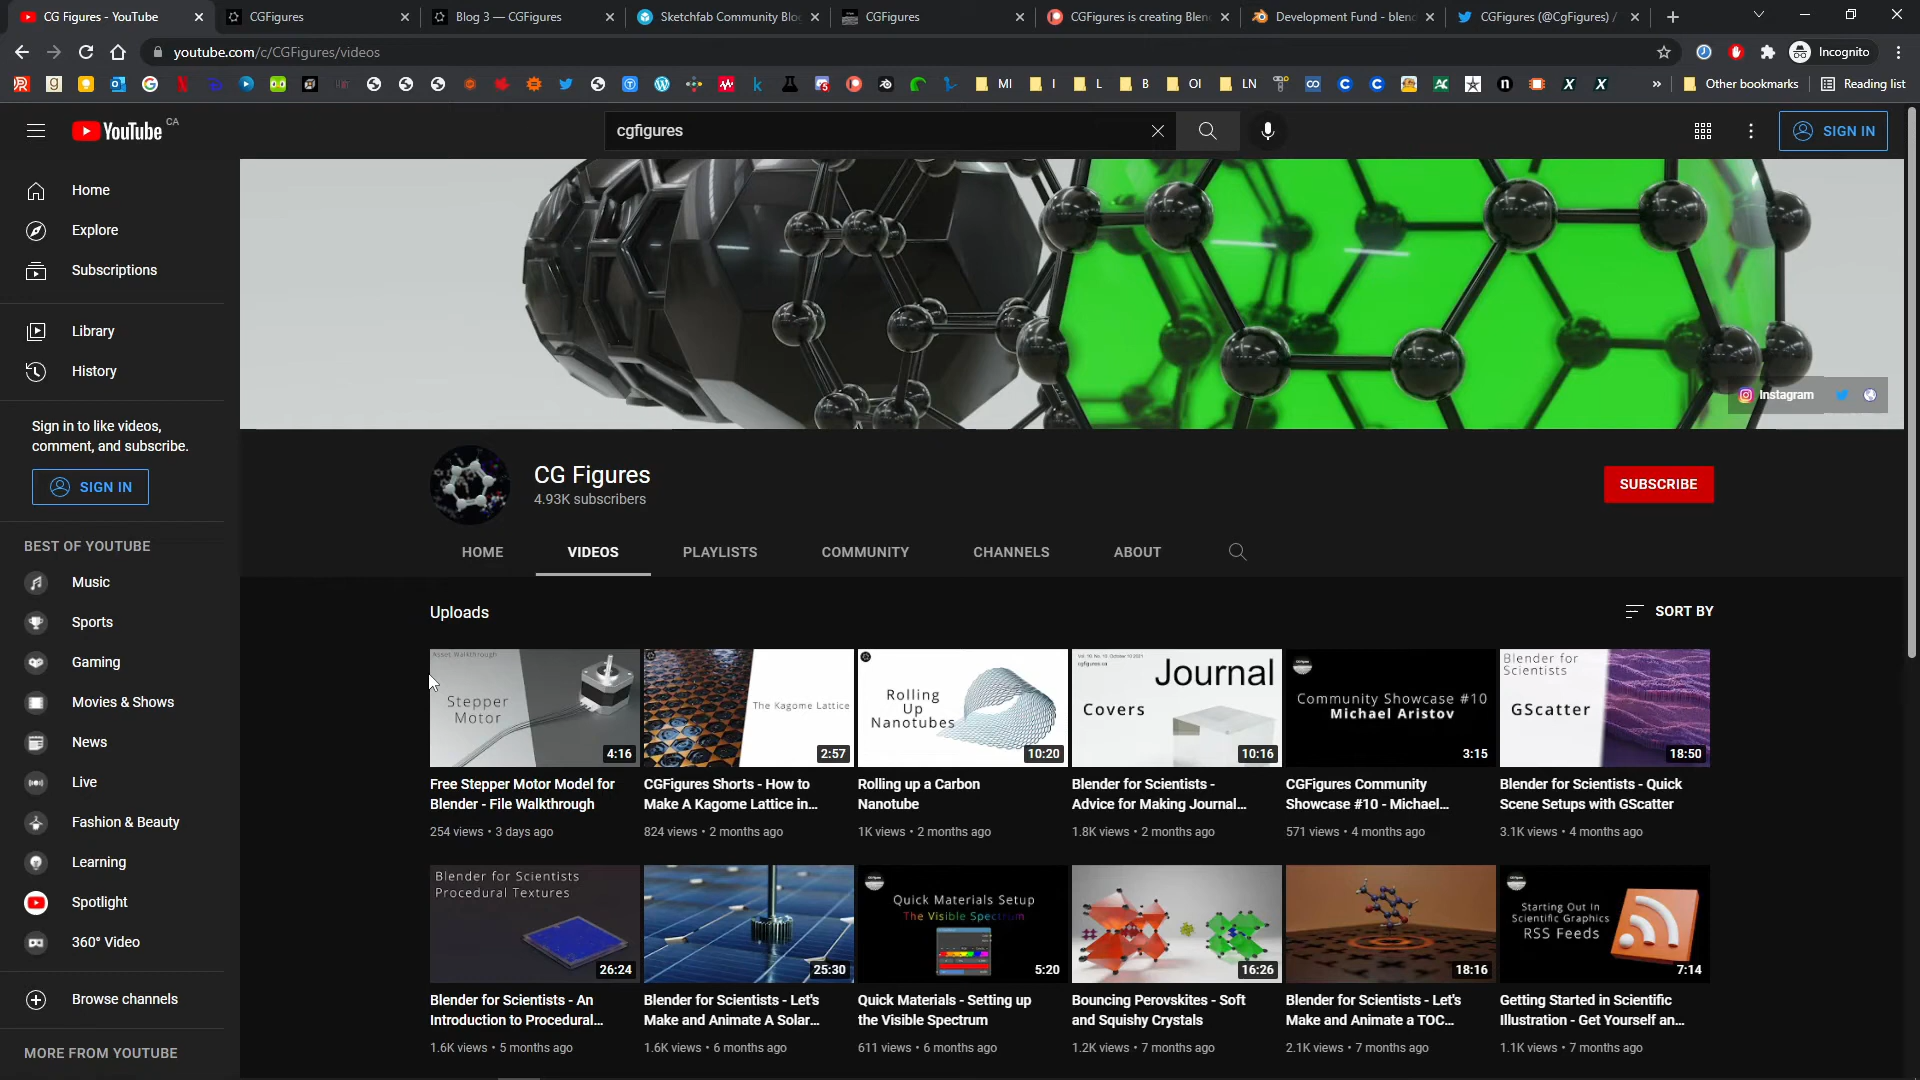 CG Figures - YouTube
CGFigures
Blog 3 — CGFigures
Sketchfab Community Blo
CGFigures
CGFigures is creating Blen
Development Fund - blen
CGFigures (@CgFigures) /
youtube.com/c/CGFigures/videos
Incognito
MI
I
L
B
OI
LN
Other bookmarks
Reading list
YouTube CA
cgfigures
SIGN IN
Home
Explore
Subscriptions
Library
History
Sign in to like videos,
comment, and subscribe.
SIGN IN
BEST OF YOUTUBE
Music
Sports
Gaming
Movies & Shows
News
Live
Fashion & Beauty
Learning
Spotlight
360° Video
Browse channels
MORE FROM YOUTUBE
Instagram
CG Figures
4.93K subscribers
SUBSCRIBE
HOME
VIDEOS
PLAYLISTS
COMMUNITY
CHANNELS
ABOUT
Uploads
SORT BY
Stepper
Motor
4:16
Free Stepper Motor Model for
Blender - File Walkthrough
254 views • 3 days ago
The Kagome Lattice
2:57
CGFigures Shorts - How to
Make A Kagome Lattice in...
824 views • 2 months ago
Rolling
Up
Nanotubes
10:20
Rolling up a Carbon
Nanotube
1K views • 2 months ago
Journal
Covers
10:16
Blender for Scientists -
Advice for Making Journal...
1.8K views • 2 months ago
Community Showcase #10
Michael Aristov
3:15
CGFigures Community
Showcase #10 - Michael...
571 views • 4 months ago
Blender for
Scientists
GScatter
18:50
Blender for Scientists - Quick
Scene Setups with GScatter
3.1K views • 4 months ago
Blender for Scientists
Procedural Textures
26:24
Blender for Scientists - An
Introduction to Procedural...
1.6K views • 5 months ago
25:30
Blender for Scientists - Let's
Make and Animate A Solar...
1.6K views • 6 months ago
Quick Materials Setup
The Visible Spectrum
5:20
Quick Materials - Setting up
the Visible Spectrum
611 views • 6 months ago
16:26
Bouncing Perovskites - Soft
and Squishy Crystals
1.2K views • 7 months ago
18:16
Blender for Scientists - Let's
Make and Animate a TOC...
2.1K views • 7 months ago
Starting Out In
Scientific Graphics
RSS Feeds
7:14
Getting Started in Scientific
Illustration - Get Yourself an...
1.1K views • 7 months ago